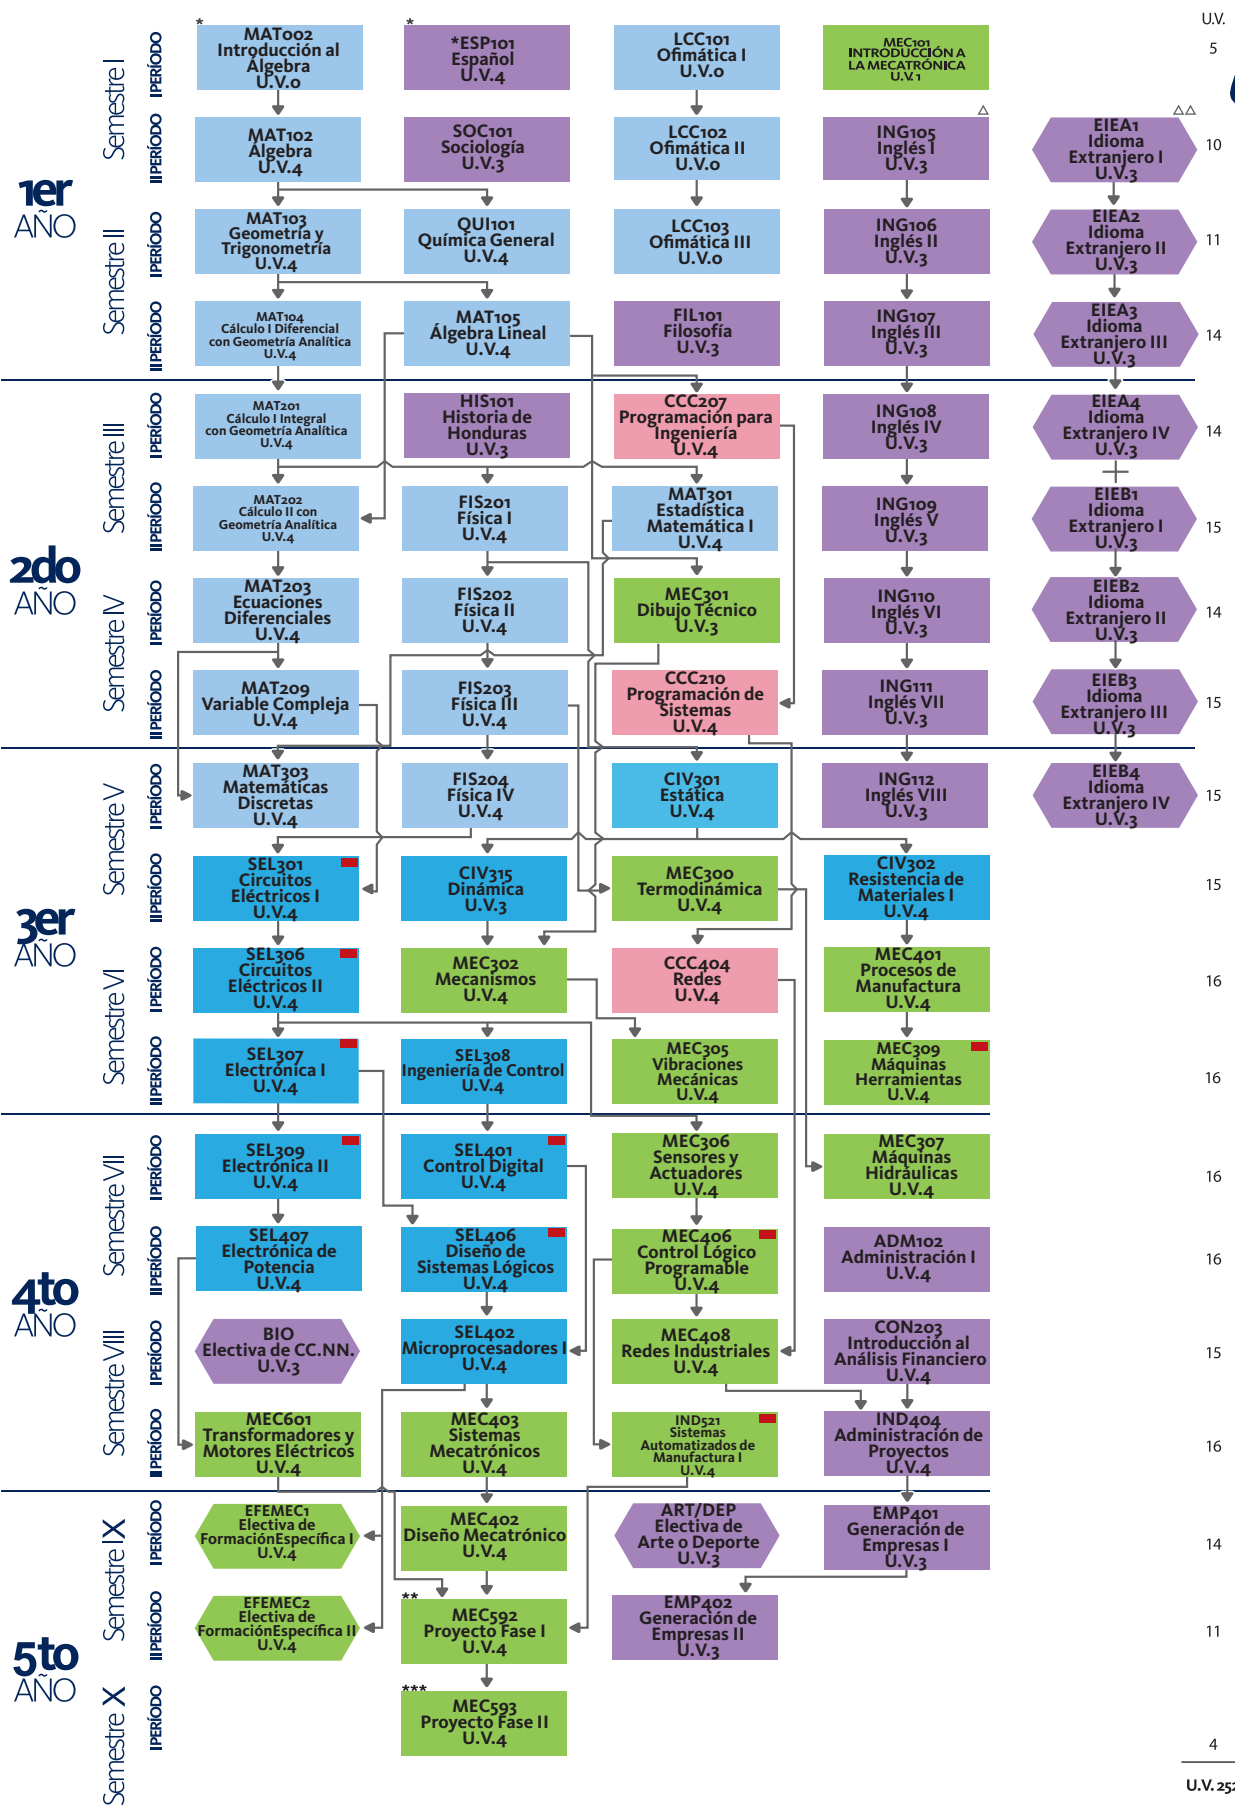 U.V.
1er
AÑO
Semestre I
I PERÍODO
*
MAT002
Introducción al
Álgebra
U.V.0
*
*ESP101
Español
U.V.4
LCC101
Ofimática I
U.V.0
MEC101
INTRODUCCIÓN A
LA MECATRÓNICA
U.V. 1
5
II PERÍODO
MAT102
Álgebra
U.V.4
SOC101
Sociología
U.V.3
LCC102
Ofimática II
U.V.0
△
ING105
Inglés I
U.V.3
△△
EIEA1
Idioma
Extranjero I
U.V.3
10
Semestre II
I PERÍODO
MAT103
Geometría y
Trigonometría
U.V.4
QUI101
Química General
U.V.4
LCC103
Ofimática III
U.V.0
ING106
Inglés II
U.V.3
EIEA2
Idioma
Extranjero II
U.V.3
11
II PERÍODO
MAT104
Cálculo I Diferencial
con Geometría Analítica
U.V.4
MAT105
Álgebra Lineal
U.V.4
FIL101
Filosofía
U.V.3
ING107
Inglés III
U.V.3
EIEA3
Idioma
Extranjero III
U.V.3
14
2do
AÑO
Semestre III
I PERÍODO
MAT201
Cálculo I Integral
con Geometría Analítica
U.V.4
HIS101
Historia de
Honduras
U.V.3
CCC207
Programación para
Ingeniería
U.V.4
ING108
Inglés IV
U.V.3
EIEA4
Idioma
Extranjero IV
U.V.3
14
II PERÍODO
MAT202
Cálculo II con
Geometría Analítica
U.V.4
FIS201
Física I
U.V.4
MAT301
Estadística
Matemática I
U.V.4
ING109
Inglés V
U.V.3
EIEB1
Idioma
Extranjero I
U.V.3
15
Semestre IV
I PERÍODO
MAT203
Ecuaciones
Diferenciales
U.V.4
FIS202
Física II
U.V.4
MEC301
Dibujo Técnico
U.V.3
ING110
Inglés VI
U.V.3
EIEB2
Idioma
Extranjero II
U.V.3
14
II PERÍODO
MAT209
Variable Compleja
U.V.4
FIS203
Física III
U.V.4
CCC210
Programación de
Sistemas
U.V.4
ING111
Inglés VII
U.V.3
EIEB3
Idioma
Extranjero III
U.V.3
15
3er
AÑO
Semestre V
I PERÍODO
MAT303
Matemáticas
Discretas
U.V.4
FIS204
Física IV
U.V.4
CIV301
Estática
U.V.4
ING112
Inglés VIII
U.V.3
EIEB4
Idioma
Extranjero IV
U.V.3
15
II PERÍODO
SEL301
Circuitos
Eléctricos I
U.V.4
CIV315
Dinámica
U.V.3
MEC300
Termodinámica
U.V.4
CIV302
Resistencia de
Materiales I
U.V.4
15
Semestre VI
I PERÍODO
SEL306
Circuitos
Eléctricos II
U.V.4
MEC302
Mecanismos
U.V.4
CCC404
Redes
U.V.4
MEC401
Procesos de
Manufactura
U.V.4
16
II PERÍODO
SEL307
Electrónica I
U.V.4
SEL308
Ingeniería de Control
U.V.4
MEC305
Vibraciones
Mecánicas
U.V.4
MEC309
Máquinas
Herramientas
U.V.4
16
4to
AÑO
Semestre VII
I PERÍODO
SEL309
Electrónica II
U.V.4
SEL401
Control Digital
U.V.4
MEC306
Sensores y
Actuadores
U.V.4
MEC307
Máquinas
Hidráulicas
U.V.4
16
II PERÍODO
SEL407
Electrónica de
Potencia
U.V.4
SEL406
Diseño de
Sistemas Lógicos
U.V.4
MEC406
Control Lógico
Programable
U.V.4
ADM102
Administración I
U.V.4
16
Semestre VIII
I PERÍODO
BIO
Electiva de CC.NN.
U.V.3
SEL402
Microprocesadores I
U.V.4
MEC408
Redes Industriales
U.V.4
CON203
Introducción al
Análisis Financiero
U.V.4
15
II PERÍODO
MEC601
Transformadores y
Motores Eléctricos
U.V.4
MEC403
Sistemas
Mecatrónicos
U.V.4
IND521
Sistemas
Automatizados de
Manufactura I
U.V.4
IND404
Administración de
Proyectos
U.V.4
16
5to
AÑO
Semestre IX
I PERÍODO
EFEMEC1
Electiva de
FormaciónEspecífica I
U.V.4
MEC402
Diseño Mecatrónico
U.V.4
ART/DEP
Electiva de
Arte o Deporte
U.V.3
EMP401
Generación de
Empresas I
U.V.3
14
II PERÍODO
EFEMEC2
Electiva de
FormaciónEspecífica II
U.V.4
**
MEC592
Proyecto Fase I
U.V.4
EMP402
Generación de
Empresas II
U.V.3
11
Semestre X
I PERÍODO
***
MEC593
Proyecto Fase II
U.V.4
4
U.V. 252